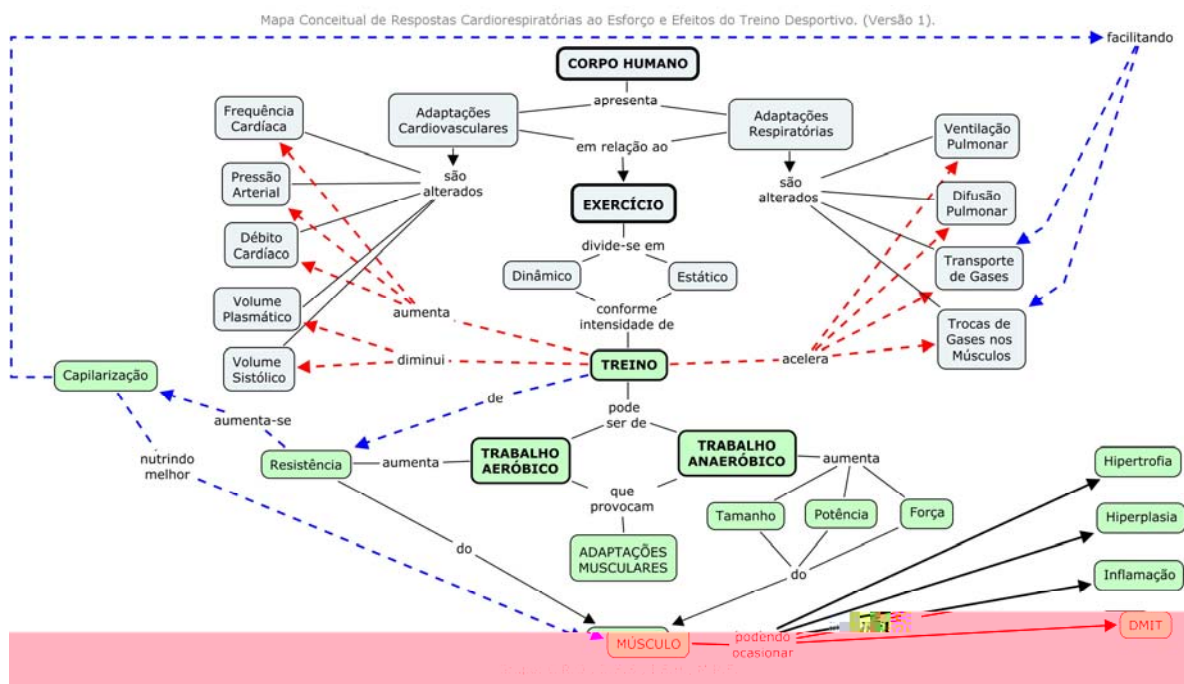 Mapa Conceitual de Respostas Cardiorespiratórias ao Esforço e Efeitos do Treino Desportivo. (Versão 1).
facilitando
CORPO HUMANO
apresenta
Frequência
Cardíaca
Adaptações
Cardiovasculares
Adaptações
Respiratórias
Ventilação
Pulmonar
em relação ao
Pressão
Arterial
são
alterados
são
alterados
Difusão
Pulmonar
EXERCÍCIO
Débito
Cardíaco
divide-se em
Transporte
de Gases
Dinâmico
Estático
Volume
Plasmático
aumenta
conforme
intensidade de
Trocas de
Gases nos
Músculos
Volume
Sistólico
diminui
TREINO
acelera
Capilarização
de
pode
ser de
aumenta-se
nutrindo
melhor
Resistência
aumenta
TRABALHO
AERÓBICO
TRABALHO
ANAERÓBICO
aumenta
Hipertrofia
que
provocam
Tamanho
Potência
Força
Hiperplasia
do
ADAPTAÇÕES
MUSCULARES
do
Inflamação
MÚSCULO
podendo
ocasionar
DMIT